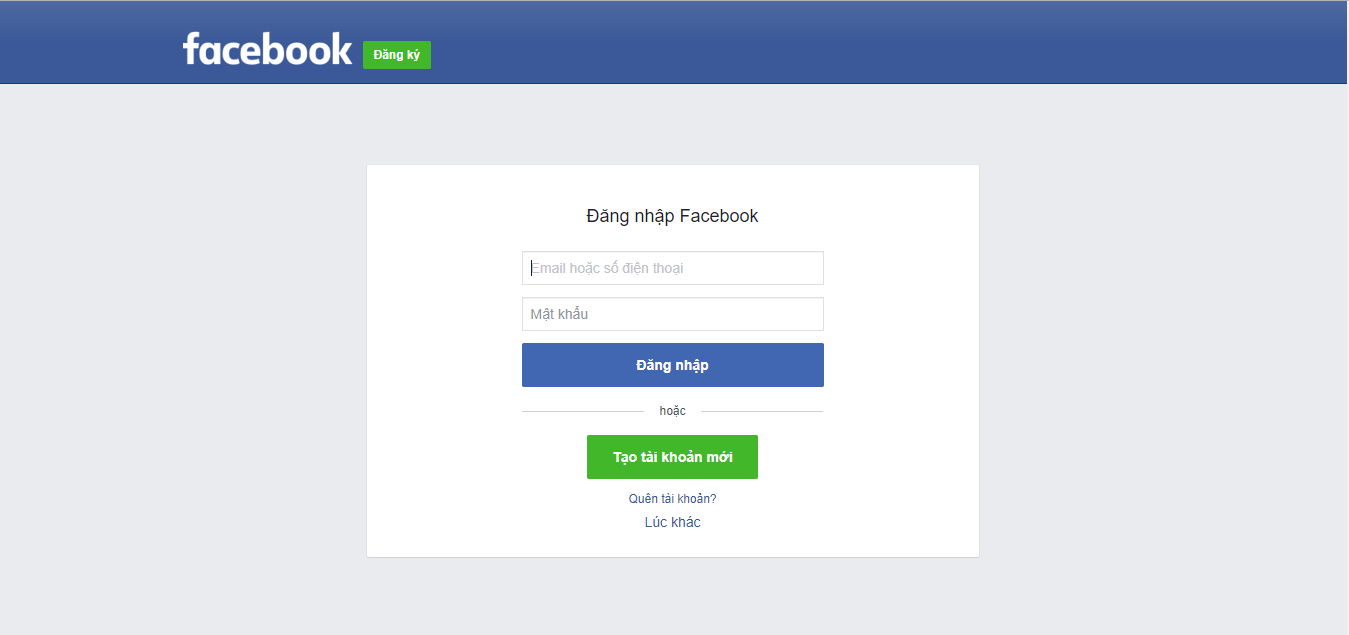 facebook Đăng ký
Đăng nhập Facebook
Email hoặc số điện thoại
Mật khẩu
Đăng nhập
hoặc
Tạo tài khoản mới
Quên tài khoản?
Lúc khác